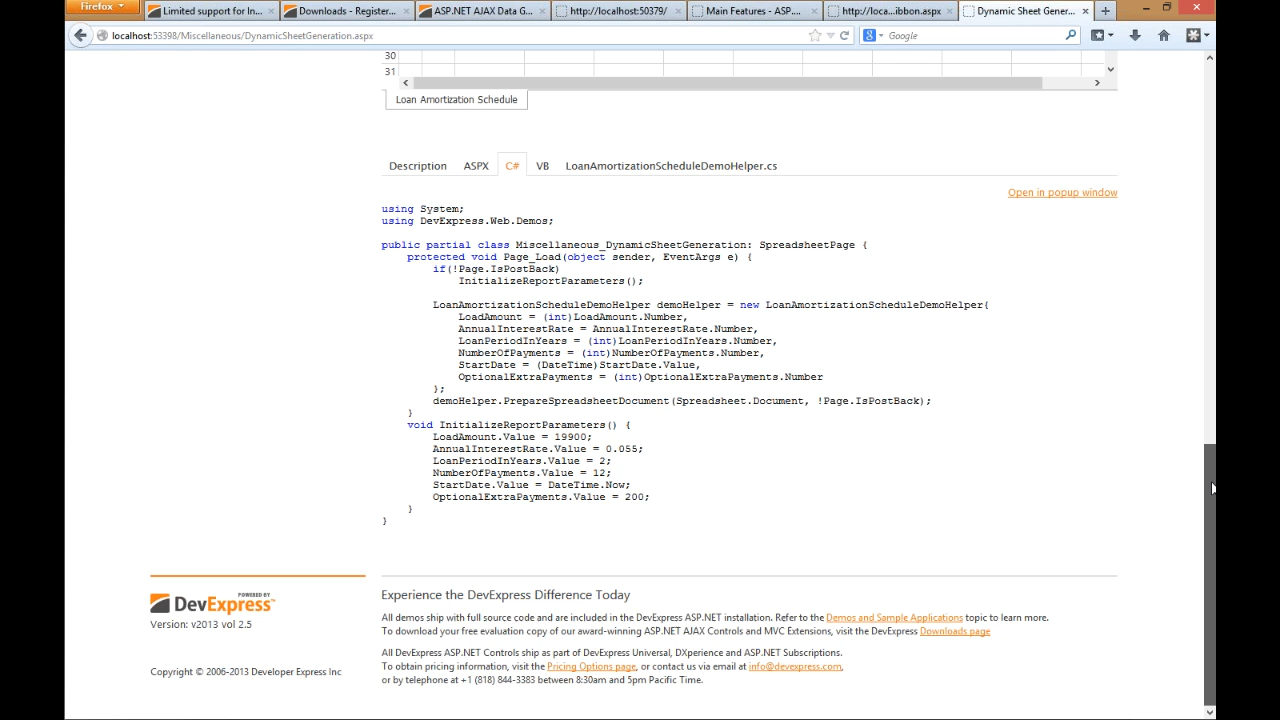 Firefox
Limited support for In...
Downloads - Register...
ASP.NET AJAX Data G...
http://localhost:50379/
Main Features - ASP....
http://loca...ibbon.aspx
Dynamic Sheet Gener...
localhost:53398/Miscellaneous/DynamicSheetGeneration.aspx
Google
30
31
Loan Amortization Schedule
Description ASPX C# VB LoanAmortizationScheduleDemoHelper.cs
Open in popup window
using System;
using DevExpress.Web.Demos;
public partial class Miscellaneous_DynamicSheetGeneration: SpreadsheetPage {
protected void Page_Load(object sender, EventArgs e) {
if(!Page.IsPostBack)
InitializeReportParameters();
LoanAmortizationScheduleDemoHelper demoHelper = new LoanAmortizationScheduleDemoHelper{
LoadAmount = (int)LoadAmount.Number,
AnnualInterestRate = AnnualInterestRate.Number,
LoanPeriodInYears = (int)LoanPeriodInYears.Number,
NumberOfPayments = (int)NumberOfPayments.Number,
StartDate = (DateTime)StartDate.Value,
OptionalExtraPayments = (int)OptionalExtraPayments.Number
};
demoHelper.PrepareSpreadsheetDocument(Spreadsheet.Document, !Page.IsPostBack);
}
void InitializeReportParameters() {
LoadAmount.Value = 19900;
AnnualInterestRate.Value = 0.055;
LoanPeriodInYears.Value = 2;
NumberOfPayments.Value = 12;
StartDate.Value = DateTime.Now;
OptionalExtraPayments.Value = 200;
}
}
POWERED BY
DevExpress
Version: v2013 vol 2.5
Copyright © 2006-2013 Developer Express Inc
Experience the DevExpress Difference Today
All demos ship with full source code and are included in the DevExpress ASP.NET installation. Refer to the Demos and Sample Applications topic to learn more.
To download your free evaluation copy of our award-winning ASP.NET AJAX Controls and MVC Extensions, visit the DevExpress Downloads page
All DevExpress ASP.NET Controls ship as part of DevExpress Universal, DXperience and ASP.NET Subscriptions.
To obtain pricing information, visit the Pricing Options page, or contact us via email at info@devexpress.com,
or by telephone at +1 (818) 844-3383 between 8:30am and 5pm Pacific Time.